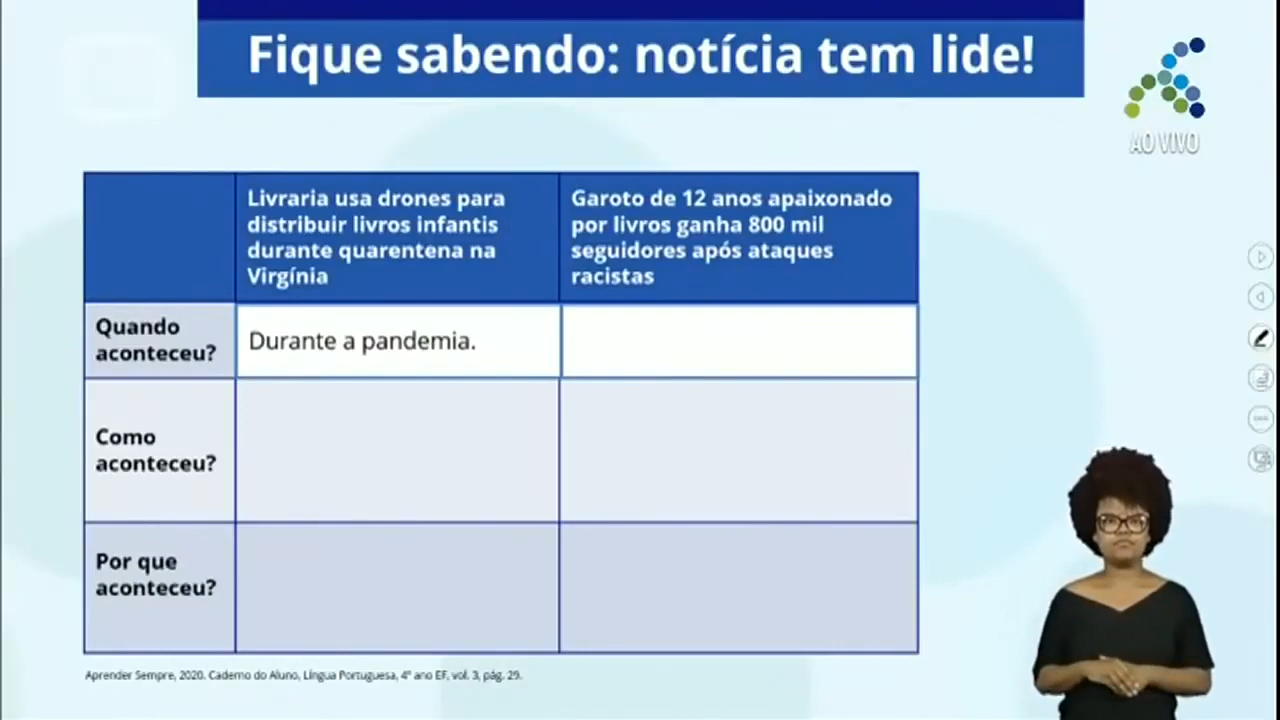 Fique sabendo: notícia tem lide!
AO VIVO
Livraria usa drones para
distribuir livros infantis
durante quarentena na
Virgínia
Garoto de 12 anos apaixonado
por livros ganha 800 mil
seguidores após ataques
racistas
Quando
aconteceu?
Durante a pandemia.
Como
aconteceu?
Por que
aconteceu?
Aprender Sempre, 2020. Caderno do Aluno, Língua Portuguesa, 4º ano EF, vol. 3, pág. 29.